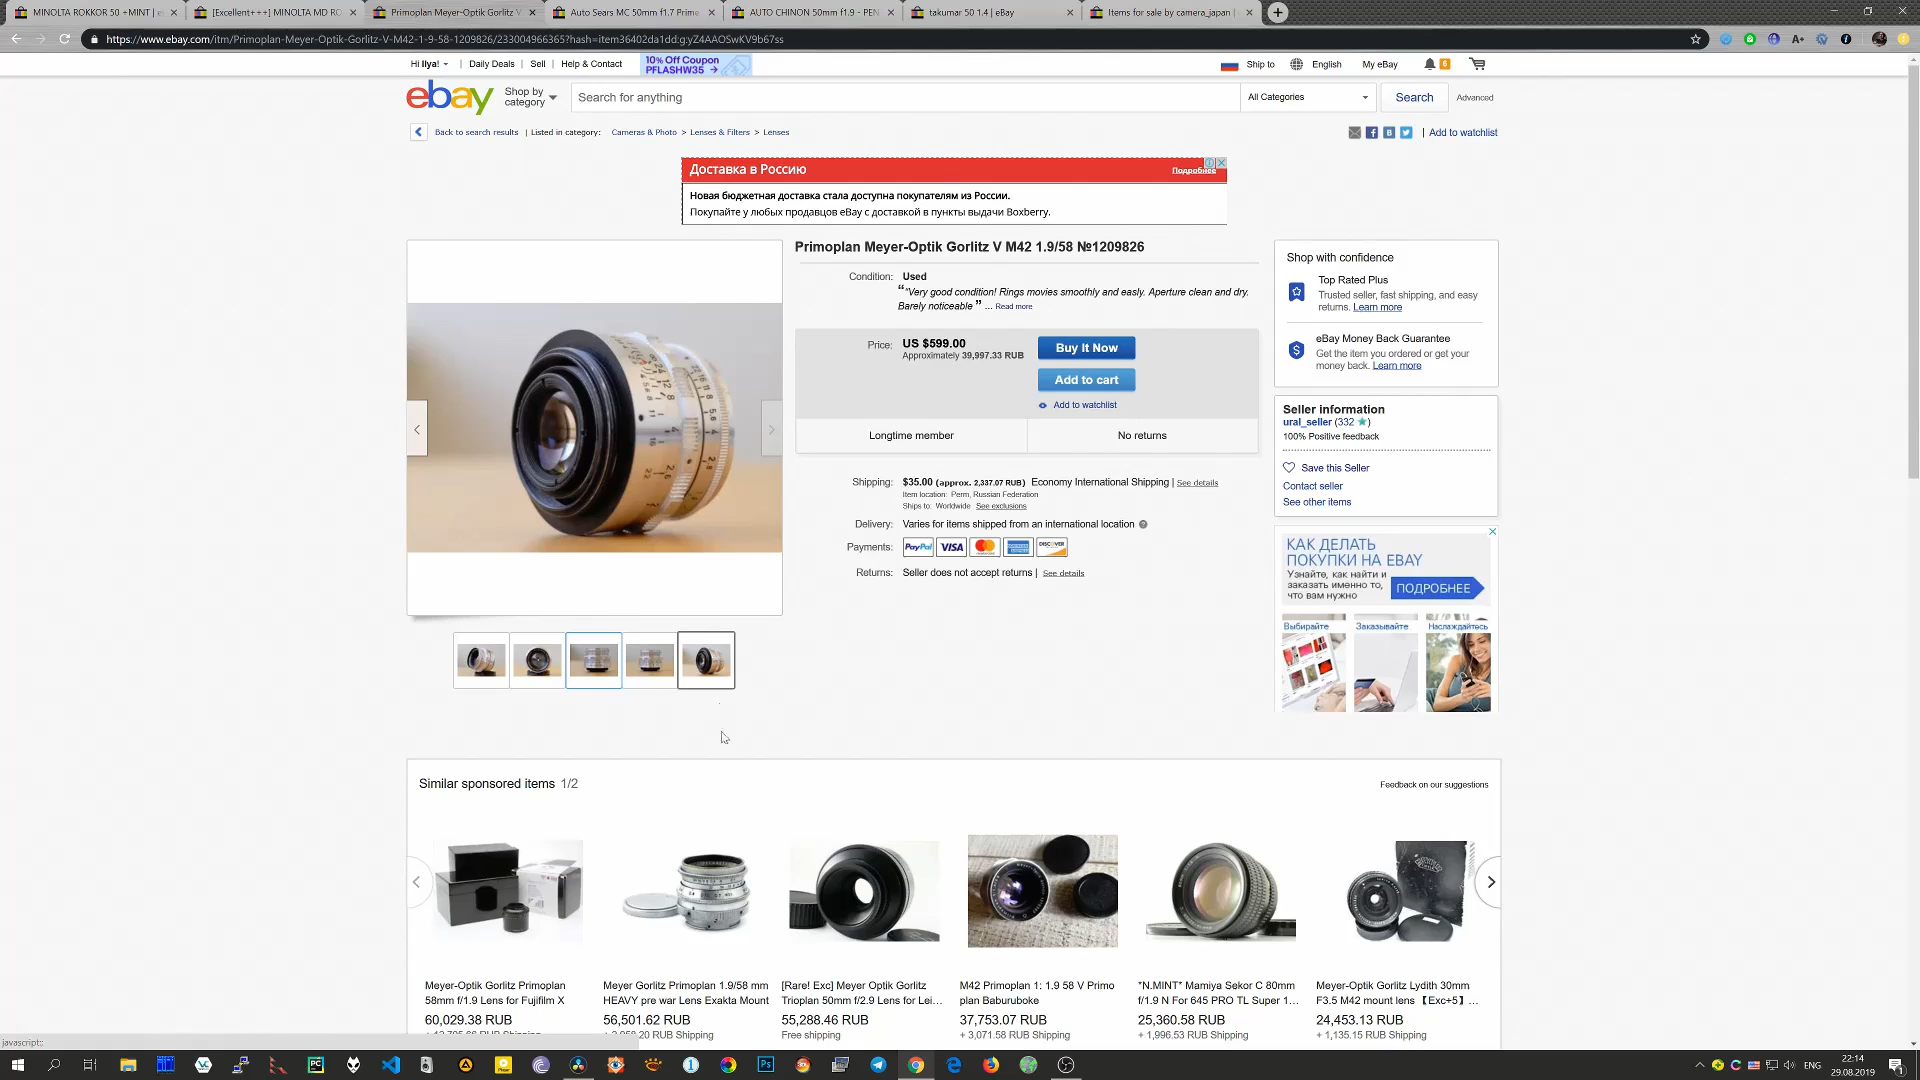 MINOLTA ROKKOR 50 +MINT | e
[Excellent+++] MINOLTA MD RO
Primoplan Meyer-Optik Gorlitz V
Auto Sears MC 50mm f1.7 Prime
AUTO CHINON 50mm f1.9 - PEN
takumar 50 1.4 | eBay
Items for sale by camera_japan |
https://www.ebay.com/itm/Primoplan-Meyer-Optik-Gorlitz-V-M42-1-9-58-1209826/233004966365?hash=item36402da1dd:g:yZ4AAOSwKV9b67ss
Hi Ilya!
Daily Deals
Sell
Help & Contact
10% Off Coupon
PFLASHW35
Ship to
English
My eBay
6
ebay
Shop by
category
Search for anything
All Categories
Search
Advanced
Back to search results | Listed in category: Cameras & Photo > Lenses & Filters > Lenses
| Add to watchlist
Доставка в Россию
Подробнее
Новая бюджетная доставка стала доступна покупателям из России.
Покупайте у любых продавцов eBay с доставкой в пункты выдачи Boxberry.
Primoplan Meyer-Optik Gorlitz V M42 1.9/58 №1209826
Condition: Used
“"Very good condition! Rings movies smoothly and easly. Aperture clean and dry.
Barely noticeable ” ... Read more
Price: US $599.00
Approximately 39,997.33 RUB
Buy It Now
Add to cart
Add to watchlist
Longtime member
No returns
Shipping: $35.00 (approx. 2,337.07 RUB) Economy International Shipping | See details
Item location: Perm, Russian Federation
Ships to: Worldwide See exclusions
Delivery: Varies for items shipped from an international location
Payments: PayPal VISA DISCOVER
Returns: Seller does not accept returns | See details
Shop with confidence
Top Rated Plus
Trusted seller, fast shipping, and easy
returns. Learn more
eBay Money Back Guarantee
Get the item you ordered or get your
money back. Learn more
Seller information
ural_seller (332 ★)
100% Positive feedback
Save this Seller
Contact seller
See other items
КАК ДЕЛАТЬ
ПОКУПКИ НА EBAY
Узнайте, как найти и
заказать именно то,
что вам нужно
ПОДРОБНЕЕ
Выбирайте
Заказывайте
Наслаждайтесь
Similar sponsored items 1/2
Feedback on our suggestions
Meyer-Optik Gorlitz Primoplan
58mm f/1.9 Lens for Fujifilm X
60,029.38 RUB
Meyer Gorlitz Primoplan 1.9/58 mm
HEAVY pre war Lens Exakta Mount
56,501.62 RUB
RUB Shipping
[Rare! Exc] Meyer Optik Gorlitz
Trioplan 50mm f/2.9 Lens for Lei...
55,288.46 RUB
Free shipping
M42 Primoplan 1: 1.9 58 V Primo
plan Baburuboke
37,753.07 RUB
+ 3,071.58 RUB Shipping
*N.MINT* Mamiya Sekor C 80mm
f/1.9 N For 645 PRO TL Super 1...
25,360.58 RUB
+ 1,996.53 RUB Shipping
Meyer-Optik Gorlitz Lydith 30mm
F3.5 M42 mount lens 【Exc+5】...
24,453.13 RUB
+ 1,135.15 RUB Shipping
javascript:;
ENG
22:14
29.08.2019